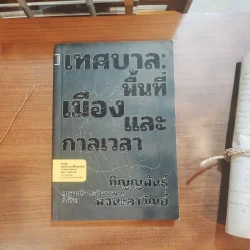 เทศบาล:
พื้นที่
เมือง
และ
กาลเวลา
ภิญญพันธุ์
พจนะลาวัณย์